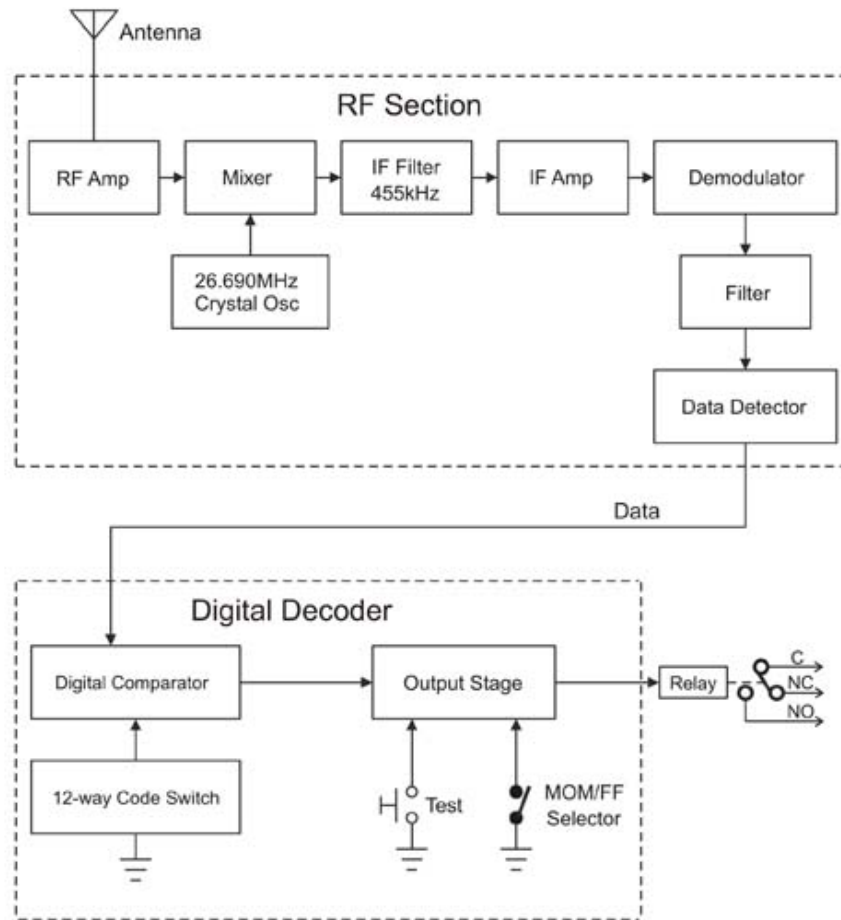 Antenna
RF Section
RF Amp
Mixer
IF Filter
455kHz
IF Amp
Demodulator
26.690MHz
Crystal Osc
Filter
Data Detector
Data
Digital Decoder
Digital Comparator
Output Stage
Relay
C
NC
NO
12-way Code Switch
Test
MOM/FF
Selector